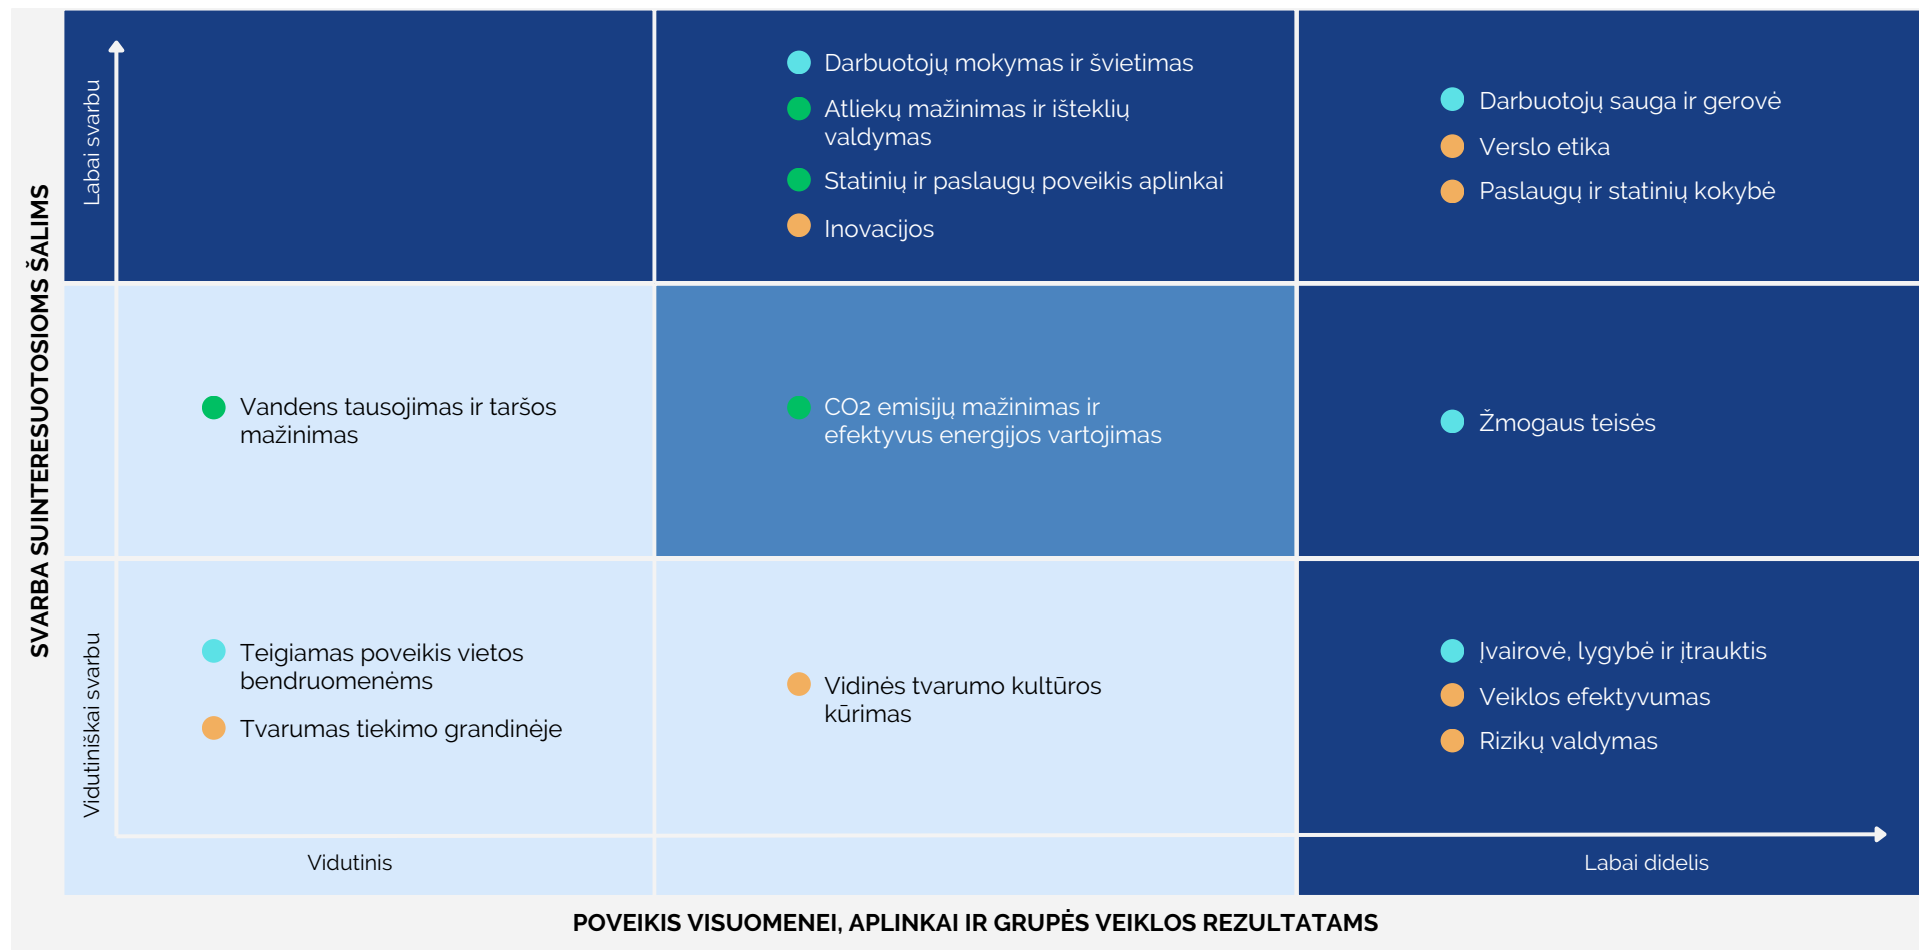 SVARBA SUINTERESUOTOSIOMS ŠALIMS
Labai svarbu
Darbuotojų mokymas ir švietimas
Atliekų mažinimas ir išteklių
valdymas
Statinių ir paslaugų poveikis aplinkai
Inovacijos
Darbuotojų sauga ir gerovė
Verslo etika
Paslaugų ir statinių kokybė
Vandens tausojimas ir taršos
mažinimas
CO2 emisijų mažinimas ir
efektyvus energijos vartojimas
Žmogaus teisės
Vidutiniškai svarbu
Teigiamas poveikis vietos
bendruomenėms
Tvarumas tiekimo grandinėje
Vidinės tvarumo kultūros
kūrimas
Įvairovė, lygybė ir įtrauktis
Veiklos efektyvumas
Rizikų valdymas
Vidutinis
Labai didelis
POVEIKIS VISUOMENEI, APLINKAI IR GRUPĖS VEIKLOS REZULTATAMS